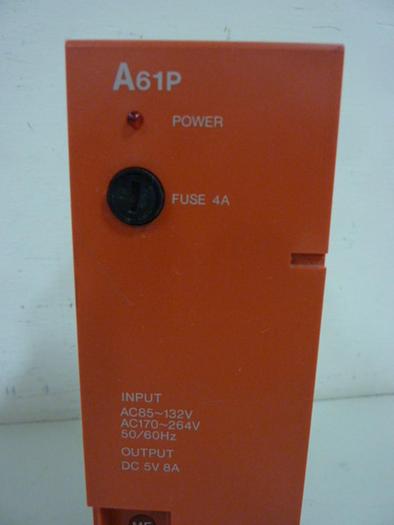 A61P
POWER
FUSE 4A
INPUT
AC85~132V
AC170~264V
50/60Hz
OUTPUT
DC 5V 8A